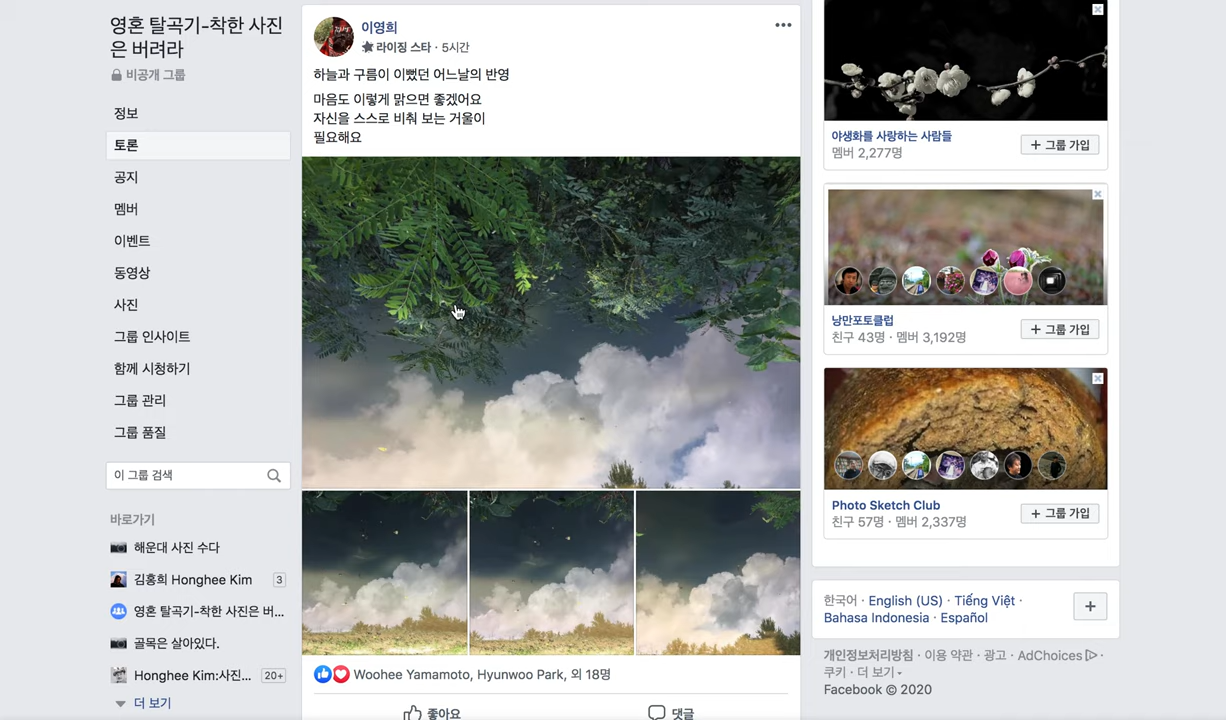 영혼 탈곡기-착한 사진
은 버려라
비공개 그룹
정보
토론
공지
멤버
이벤트
동영상
사진
그룹 인사이트
함께 시청하기
그룹 관리
그룹 품질
이 그룹 검색
바로가기
해운대 사진 수다
김홍희 Honghee Kim
3
영혼 탈곡기-착한 사진은 버...
골목은 살아있다.
Honghee Kim:사진...
20+
더 보기
이영희
라이징 스타 · 5시간
하늘과 구름이 이뻤던 어느날의 반영
마음도 이렇게 맑으면 좋겠어요
자신을 스스로 비춰 보는 거울이
필요해요
Woohee Yamamoto, Hyunwoo Park, 외 18명
좋아요
댓글
야생화를 사랑하는 사람들
멤버 2,277명
+ 그룹 가입
낭만포토클럽
친구 43명 · 멤버 3,192명
+ 그룹 가입
Photo Sketch Club
친구 57명 · 멤버 2,337명
+ 그룹 가입
한국어 · English (US) · Tiếng Việt ·
Bahasa Indonesia · Español
개인정보처리방침 · 이용 약관 · 광고 · AdChoices ·
쿠키 · 더 보기
Facebook © 2020